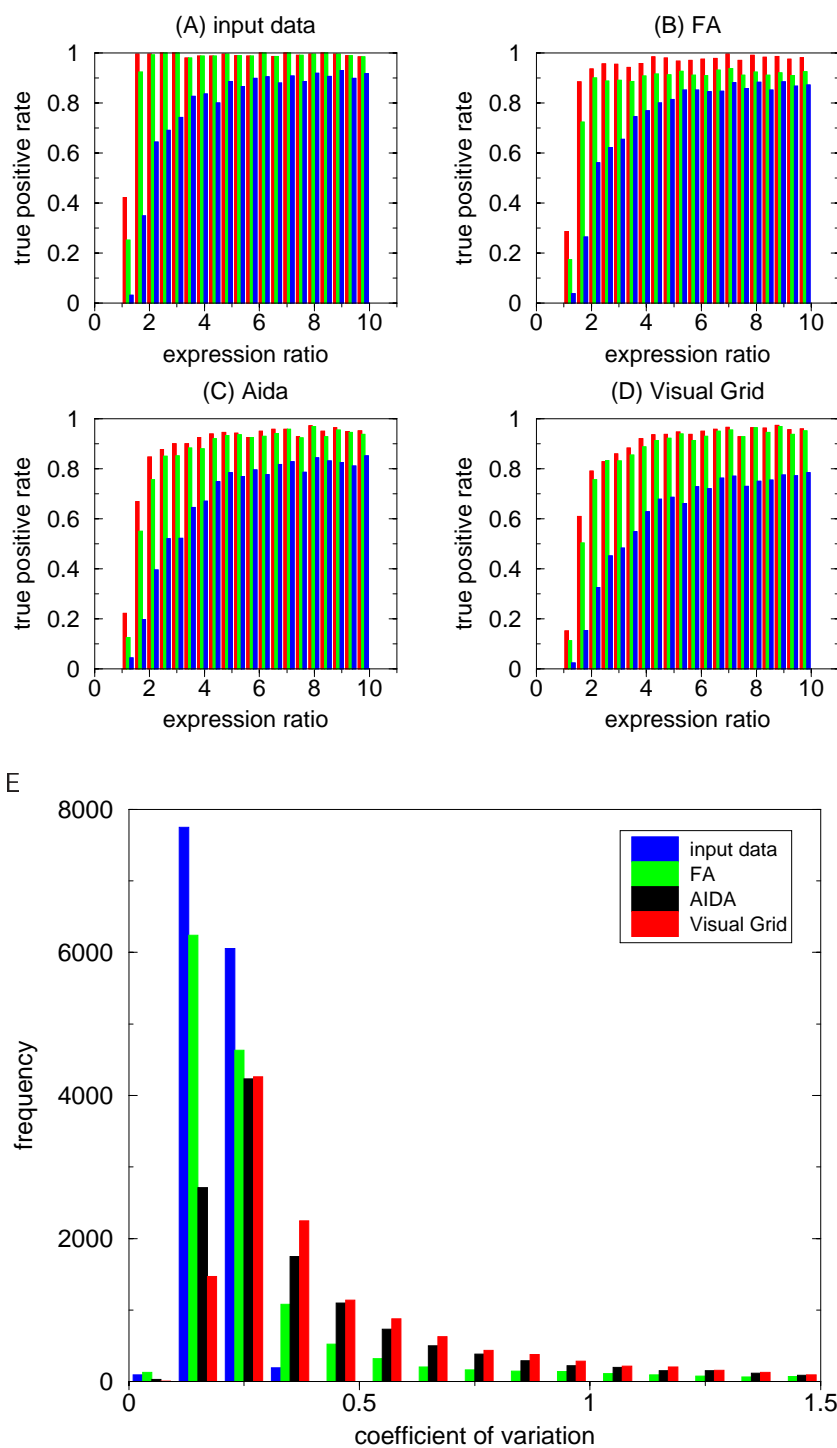 (A) input data
(B) FA
true positive rate
1
0.8
0.6
0.4
0.2
0
0 2 4 6 8 10
expression ratio
true positive rate
1
0.8
0.6
0.4
0.2
0
0 2 4 6 8 10
expression ratio
(C) Aida
(D) Visual Grid
true positive rate
1
0.8
0.6
0.4
0.2
0
0 2 4 6 8 10
expression ratio
true positive rate
1
0.8
0.6
0.4
0.2
0
0 2 4 6 8 10
expression ratio
E
frequency
8000
6000
4000
2000
0
input data
FA
AIDA
Visual Grid
0 0.5 1 1.5
coefficient of variation